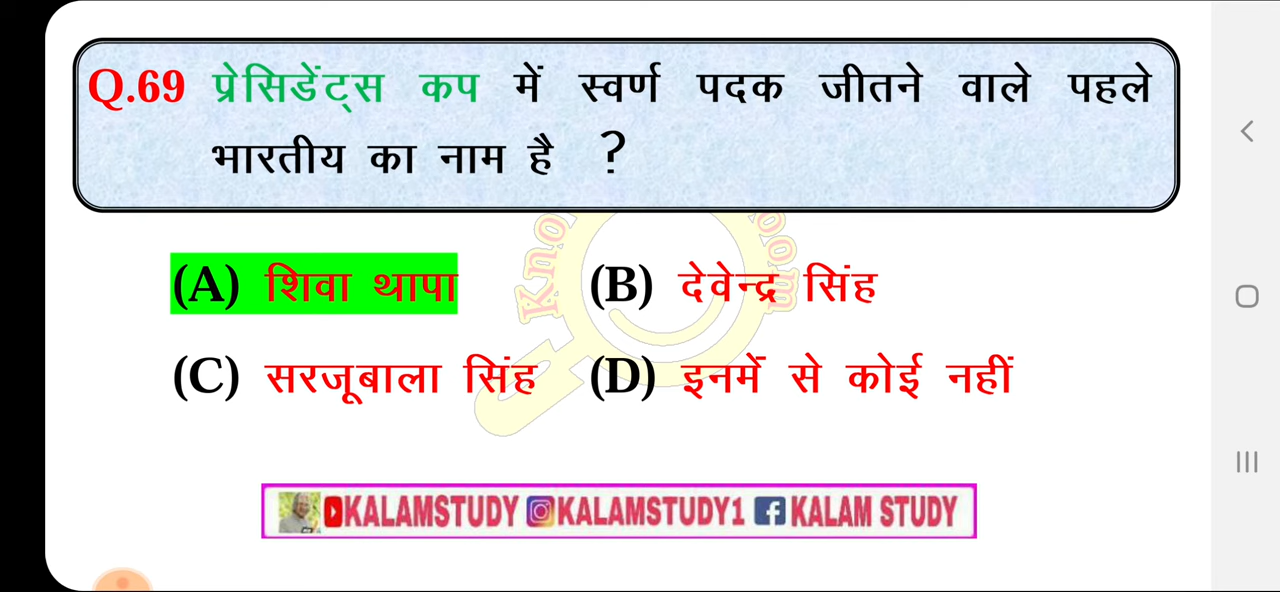 Q.69 प्रेसिडेंट्स कप में स्वर्ण पदक जीतने वाले पहले
भारतीय का नाम है ?
(A) शिवा थापा (B) देवेन्द्र सिंह
(C) सरजूबाला सिंह (D) इनमें से कोई नहीं
KALAMSTUDY KALAMSTUDY1 KALAM STUDY